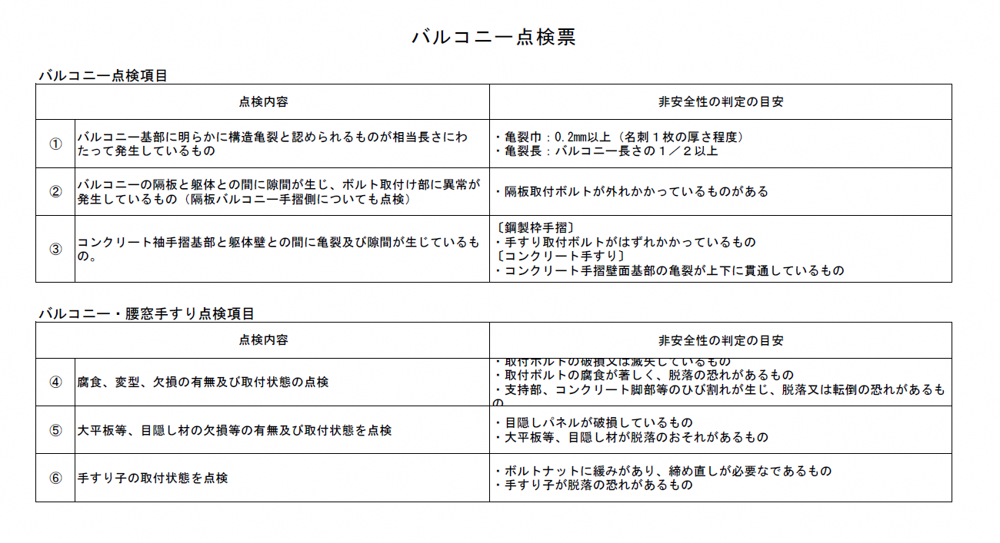 バルコニー点検票
バルコニー点検項目
点検内容
非安全性の判定の目安
①
バルコニー基部に明らかに構造亀裂と認められるものが相当長さにわ
たって発生しているもの
・亀裂巾：0.2mm以上（名刺１枚の厚さ程度）
・亀裂長：バルコニー長さの１／２以上
②
バルコニーの隔板と躯体との間に隙間が生じ、ボルト取付け部に異常が
発生しているもの（隔板バルコニー手摺側についても点検）
・隔板取付ボルトが外れかかっているものがある
③
コンクリート袖手摺基部と躯体壁との間に亀裂及び隙間が生じているも
の。
〔鋼製枠手摺〕
・手すり取付ボルトがはずれかかっているもの
〔コンクリート手すり〕
・コンクリート手摺壁面基部の亀裂が上下に貫通しているもの
バルコニー・腰窓手すり点検項目
点検内容
非安全性の判定の目安
④
腐食、変型、欠損の有無及び取付状態の点検
・取付ボルトの破損又は滅失しているもの
・取付ボルトの腐食が著しく、脱落の恐れがあるもの
・支持部、コンクリート脚部等のひび割れが生じ、脱落又は転倒の恐れがあるも
の
⑤
大平板等、目隠し材の欠損等の有無及び取付状態を点検
・目隠しパネルが破損しているもの
・大平板等、目隠し材が脱落のおそれがあるもの
⑥
手すり子の取付状態を点検
・ボルトナットに緩みがあり、締め直しが必要なであるもの
・手すり子が脱落の恐れがあるもの